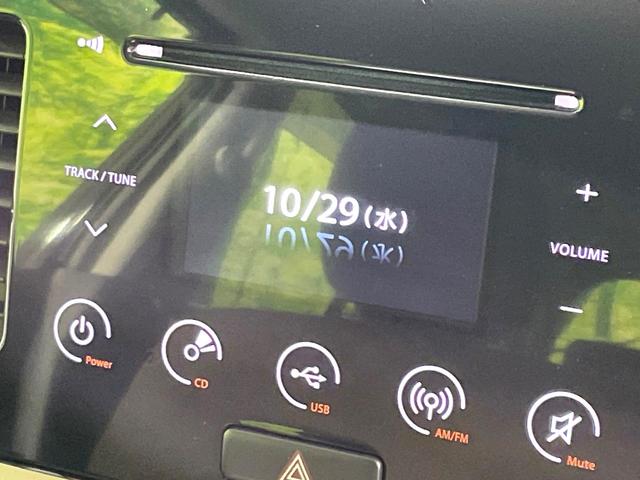 TRACK / TUNE
10/29(水)
+
VOLUME
−
Power
CD
USB
AM/FM
Mute